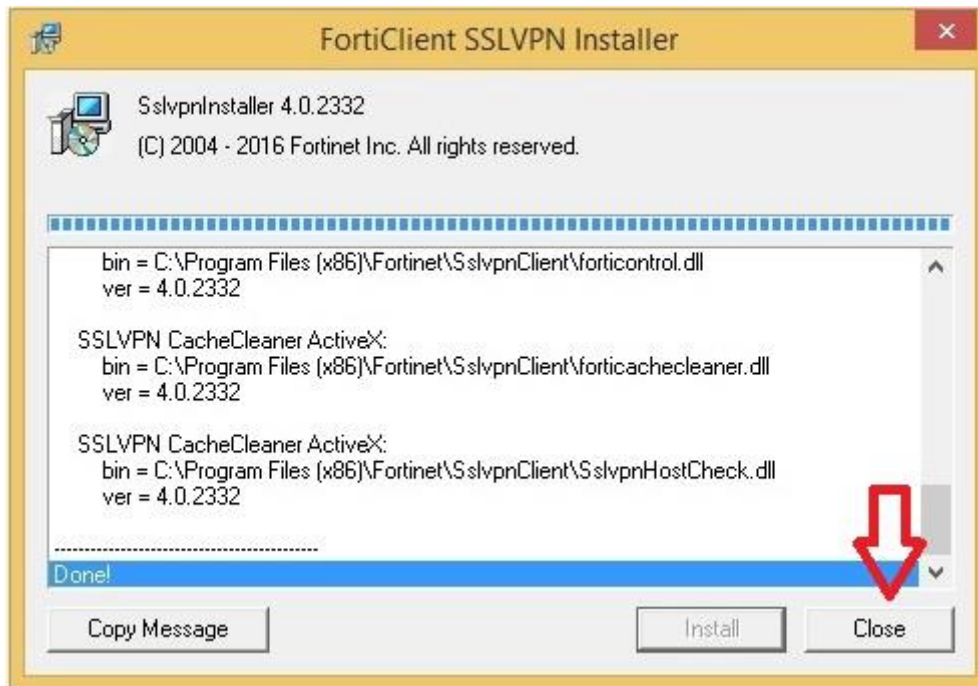 FortiClient SSLVPN Installer
SslvpnInstaller 4.0.2332
(C) 2004 - 2016 Fortinet Inc. All rights reserved.
bin = C:\Program Files (x86)\Fortinet\SslvpnClient\forticontrol.dll
ver = 4.0.2332
SSLVPN CacheCleaner ActiveX:
bin = C:\Program Files (x86)\Fortinet\SslvpnClient\forticachecleaner.dll
ver = 4.0.2332
SSLVPN CacheCleaner ActiveX:
bin = C:\Program Files (x86)\Fortinet\SslvpnClient\SslvpnHostCheck.dll
ver = 4.0.2332
--------------------------------------------
Done!
Copy Message
Install
Close